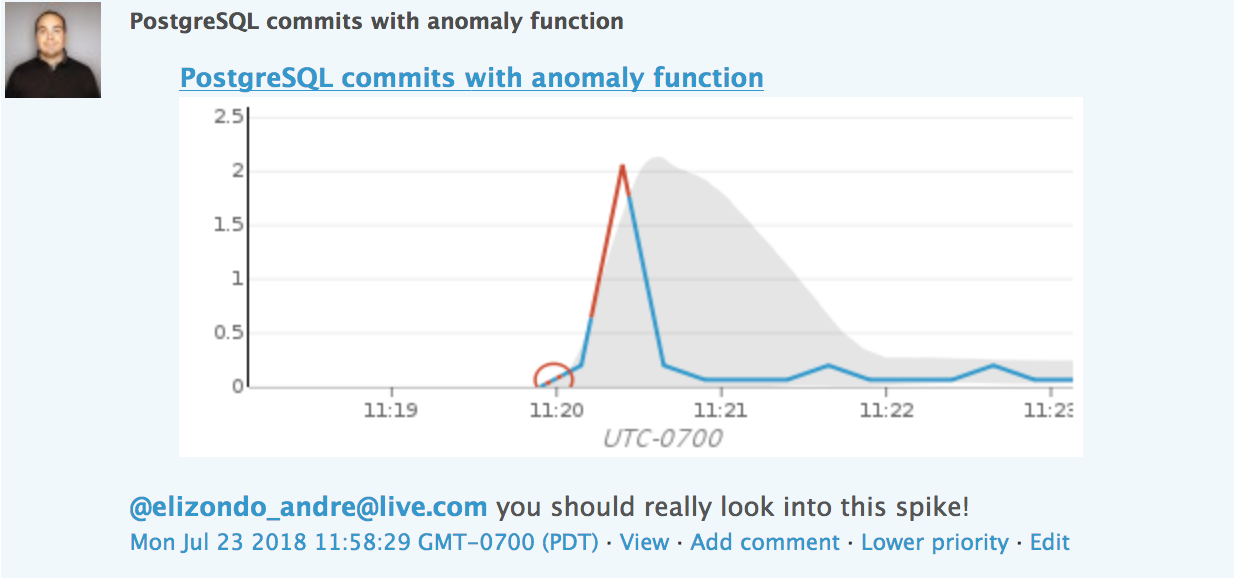 PostgreSQL commits with anomaly function
PostgreSQL commits with anomaly function
2.5
2
1.5
1
0.5
0
11:19 11:20 11:21 11:22 11:23
UTC-0700
@elizondo_andre@live.com you should really look into this spike!
Mon Jul 23 2018 11:58:29 GMT-0700 (PDT) · View · Add comment · Lower priority · Edit